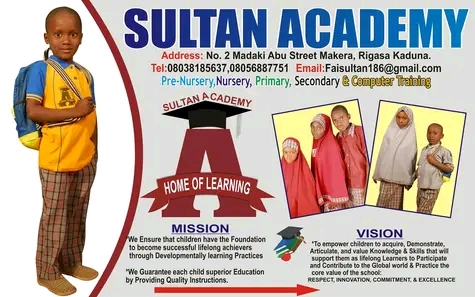 SULTAN ACADEMY
Address: No. 2 Madaki Abu Street Makera, Rigasa Kaduna.
Tel:08038185637,08056887751 Email:Faisultan186@gmail.com
Pre-Nursery,Nursery, Primary, Secondary & Computer Training
SULTAN ACADEMY
A
HOME OF LEARNING
MISSION
*We Ensure that children have the Foundation
to become successful lifelong achievers
through Developmentally learning Practices
*We Guarantee each child superior Education
by Providing Quality Instructions.
VISION
*To empower children to acquire, Demonstrate,
Articulate, and value Knowledge & Skills that will
support them as lifelong Learners to Participate
and Contribute to the Global world & Practice the
core value of the school:
RESPECT, INNOVATION, COMMITMENT, & EXCELLENCE